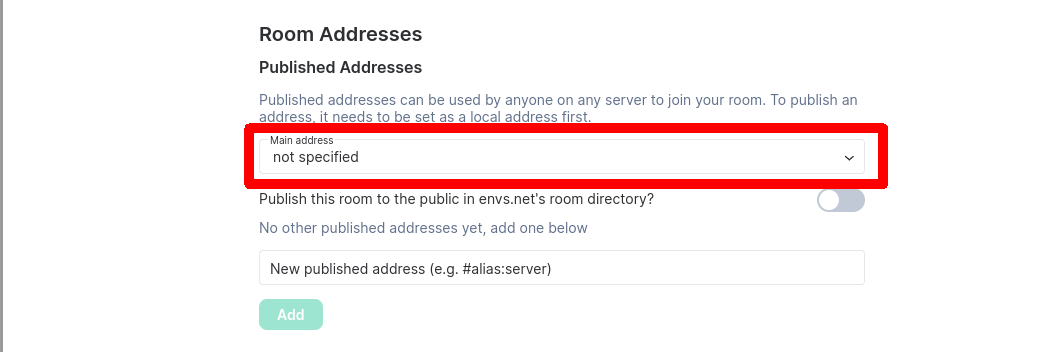 Room Addresses
Published Addresses
Published addresses can be used by anyone on any server to join your room. To publish an
address, it needs to be set as a local address first.
Main address
not specified
Publish this room to the public in envs.net's room directory?
No other published addresses yet, add one below
New published address (e.g. #alias:server)
Add